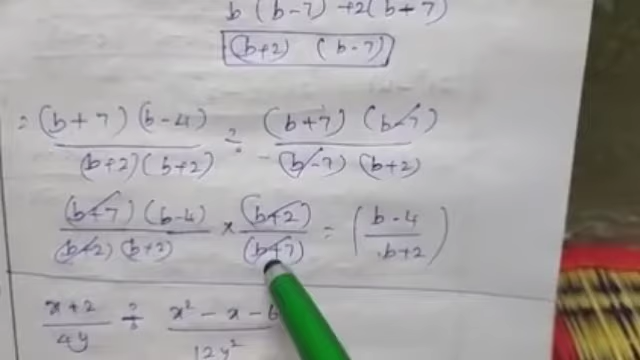 b (b-7) +2(b+7)
(b+2) (b-7)
= (b+7)(b-4) / (b+2)(b+2) ÷ (b+7)(b-7) / (b-7)(b+2)
(b+7)(b-4) / (b+2)(b+2) × (b+2) / (b+7) = (b-4 / b+2)
x+2 / 4y ÷ x² - x - 6 / 12y²